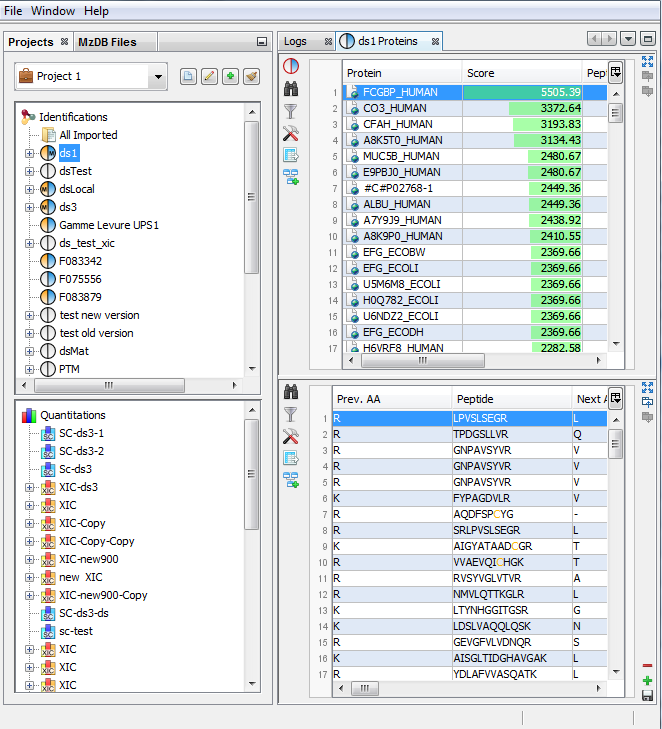 File Window Help
Projects MzDB Files
Project 1
Identifications
All Imported
ds1
dsTest
dsLocal
ds3
Gamme Levure UPS1
ds_test_xic
F083342
F075556
F083879
test new version
test old version
dsMat
PTM
Quantitations
SC-ds3-1
SC-ds3-2
Sc-ds3
XIC-ds3
XIC
XIC-Copy
XIC-Copy-Copy
XIC-new900
new XIC
XIC-new900-Copy
SC-ds3-ds
sc-test
XIC
XIC
XIC
Logs ds1 Proteins
Protein Score Pept
1 FCGBP_HUMAN 5505.39
2 CO3_HUMAN 3372.64
3 CFAH_HUMAN 3193.83
4 A8K5T0_HUMAN 3134.43
5 MUC5B_HUMAN 2480.67
6 E9PBJ0_HUMAN 2480.67
7 #C#P02768-1 2449.36
8 ALBU_HUMAN 2449.36
9 A7Y9J9_HUMAN 2438.92
10 A8K9P0_HUMAN 2410.55
11 EFG_ECOBW 2369.66
12 EFG_ECOLI 2369.66
13 U5M6M8_ECOLI 2369.66
14 H0Q782_ECOLI 2369.66
15 U6NDZ2_ECOLI 2369.66
16 EFG_ECODH 2369.66
17 H6VRF8_HUMAN 2282.58
Prev. AA Peptide Next A
1 R LPVSLSEGR L
2 R TPDGSLLVR Q
3 R GNPAVSYVR V
4 R GNPAVSYVR V
5 R GNPAVSYVR V
6 K FYPAGDVLR V
7 R AQDFSPCYG -
8 R SRLPVSLSEGR L
9 K AIGYATAADCGR T
10 R VVAEVQICHGK T
11 R RVSYVGLVTVR A
12 R NMVLQTTKGLR L
13 K LTYNHGGITGSR G
14 K LDSLVAQQLQSK N
15 R GEVGFVLVDNQR S
16 K AISGLTIDGHAVGAK L
17 R YDLAFVVASQATK L